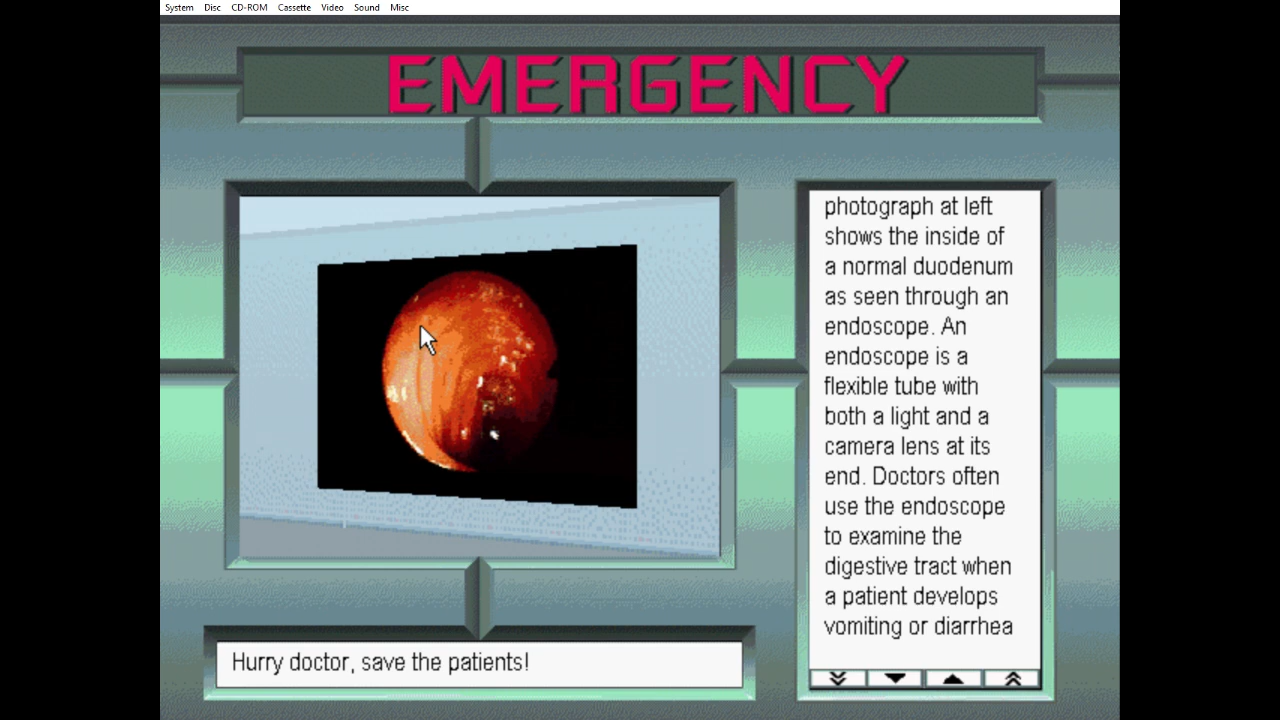 System Disc CD-ROM Cassette Video Sound Misc
EMERGENCY
photograph at left
shows the inside of
a normal duodenum
as seen through an
endoscope. An
endoscope is a
flexible tube with
both a light and a
camera lens at its
end. Doctors often
use the endoscope
to examine the
digestive tract when
a patient develops
vomiting or diarrhea
Hurry doctor, save the patients!